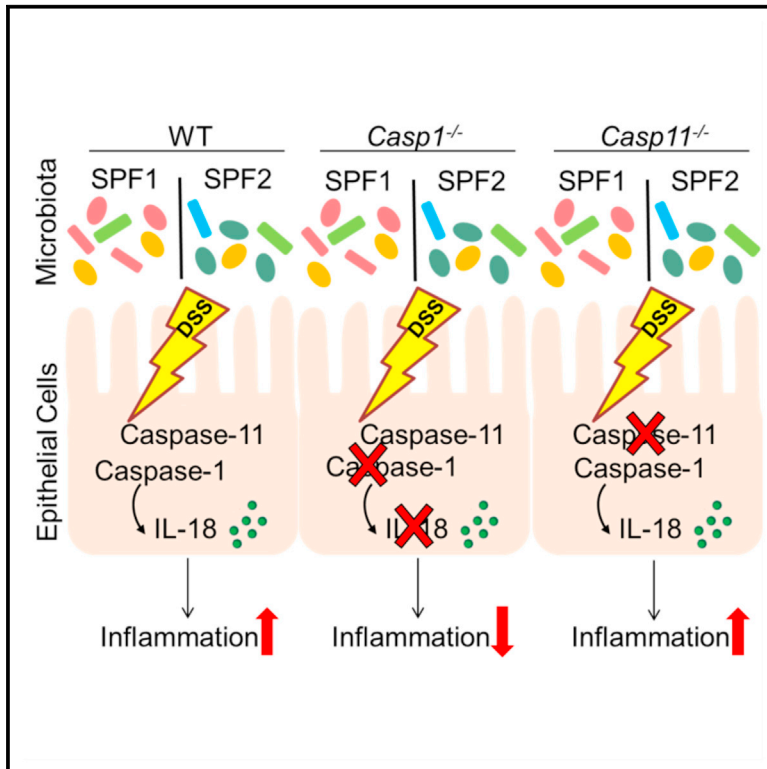 WT
Casp1-/-
Casp11-/-
SPF1 SPF2
SPF1 SPF2
SPF1 SPF2
Microbiota
DSS
DSS
DSS
Epithelial Cells
Caspase-11
Caspase-1
IL-18
Caspase-11
Caspase-1
IL-18
Caspase-11
Caspase-1
IL-18
Inflammation
Inflammation
Inflammation